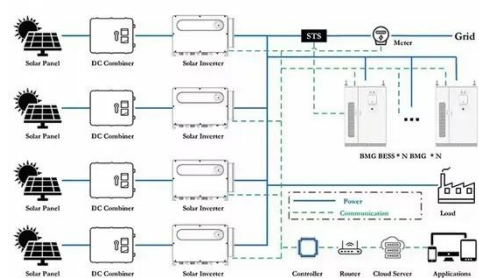 STS
Meter
Grid
Solar Panel
DC Combiner
Solar Inverter
Solar Panel
DC Combiner
Solar Inverter
BMG BESS * N BMG * N
Solar Panel
DC Combiner
Solar Inverter
Power
Communication
Load
Solar Panel
DC Combiner
Solar Inverter
Controller
Router
Cloud Server
Applications